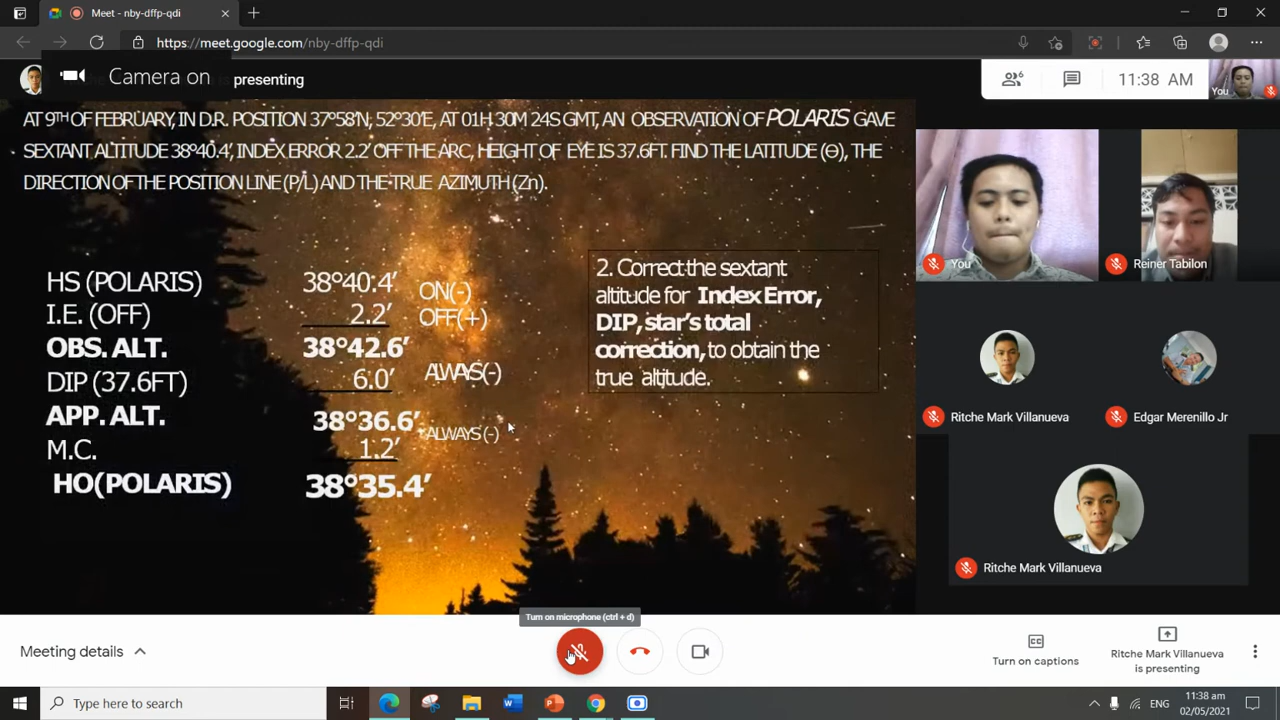 Meet - nby-dffp-qdi
https://meet.google.com/nby-dffp-qdi
Camera on
presenting
6
11:38 AM
You
AT 9TH OF FEBRUARY, IN D.R. POSITION 37°58'N, 52°30'E, AT 01H 30M 24S GMT, AN OBSERVATION OF POLARIS GAVE
SEXTANT ALTITUDE 38°40.4', INDEX ERROR 2.2' OFF THE ARC, HEIGHT OF EYE IS 37.6FT. FIND THE LATITUDE (Ө), THE
DIRECTION OF THE POSITION LINE (P/L) AND THE TRUE AZIMUTH (Zn).
HS (POLARIS) 38°40.4'
I.E. (OFF) 2.2'
ON(-)
OFF(+)
OBS. ALT. 38°42.6'
DIP (37.6FT) 6.0' ALWAYS(-)
APP. ALT. 38°36.6'
M.C. 1.2' ALWAYS (-)
HO(POLARIS) 38°35.4'
2. Correct the sextant
altitude for Index Error,
DIP, star's total
correction, to obtain the
true altitude.
You
Reiner Tabilon
Ritche Mark Villanueva
Edgar Merenillo Jr
Ritche Mark Villanueva
Turn on microphone (ctrl + d)
Meeting details
CC
Turn on captions
Ritche Mark Villanueva
is presenting
Type here to search
ENG
11:38 am
02/05/2021